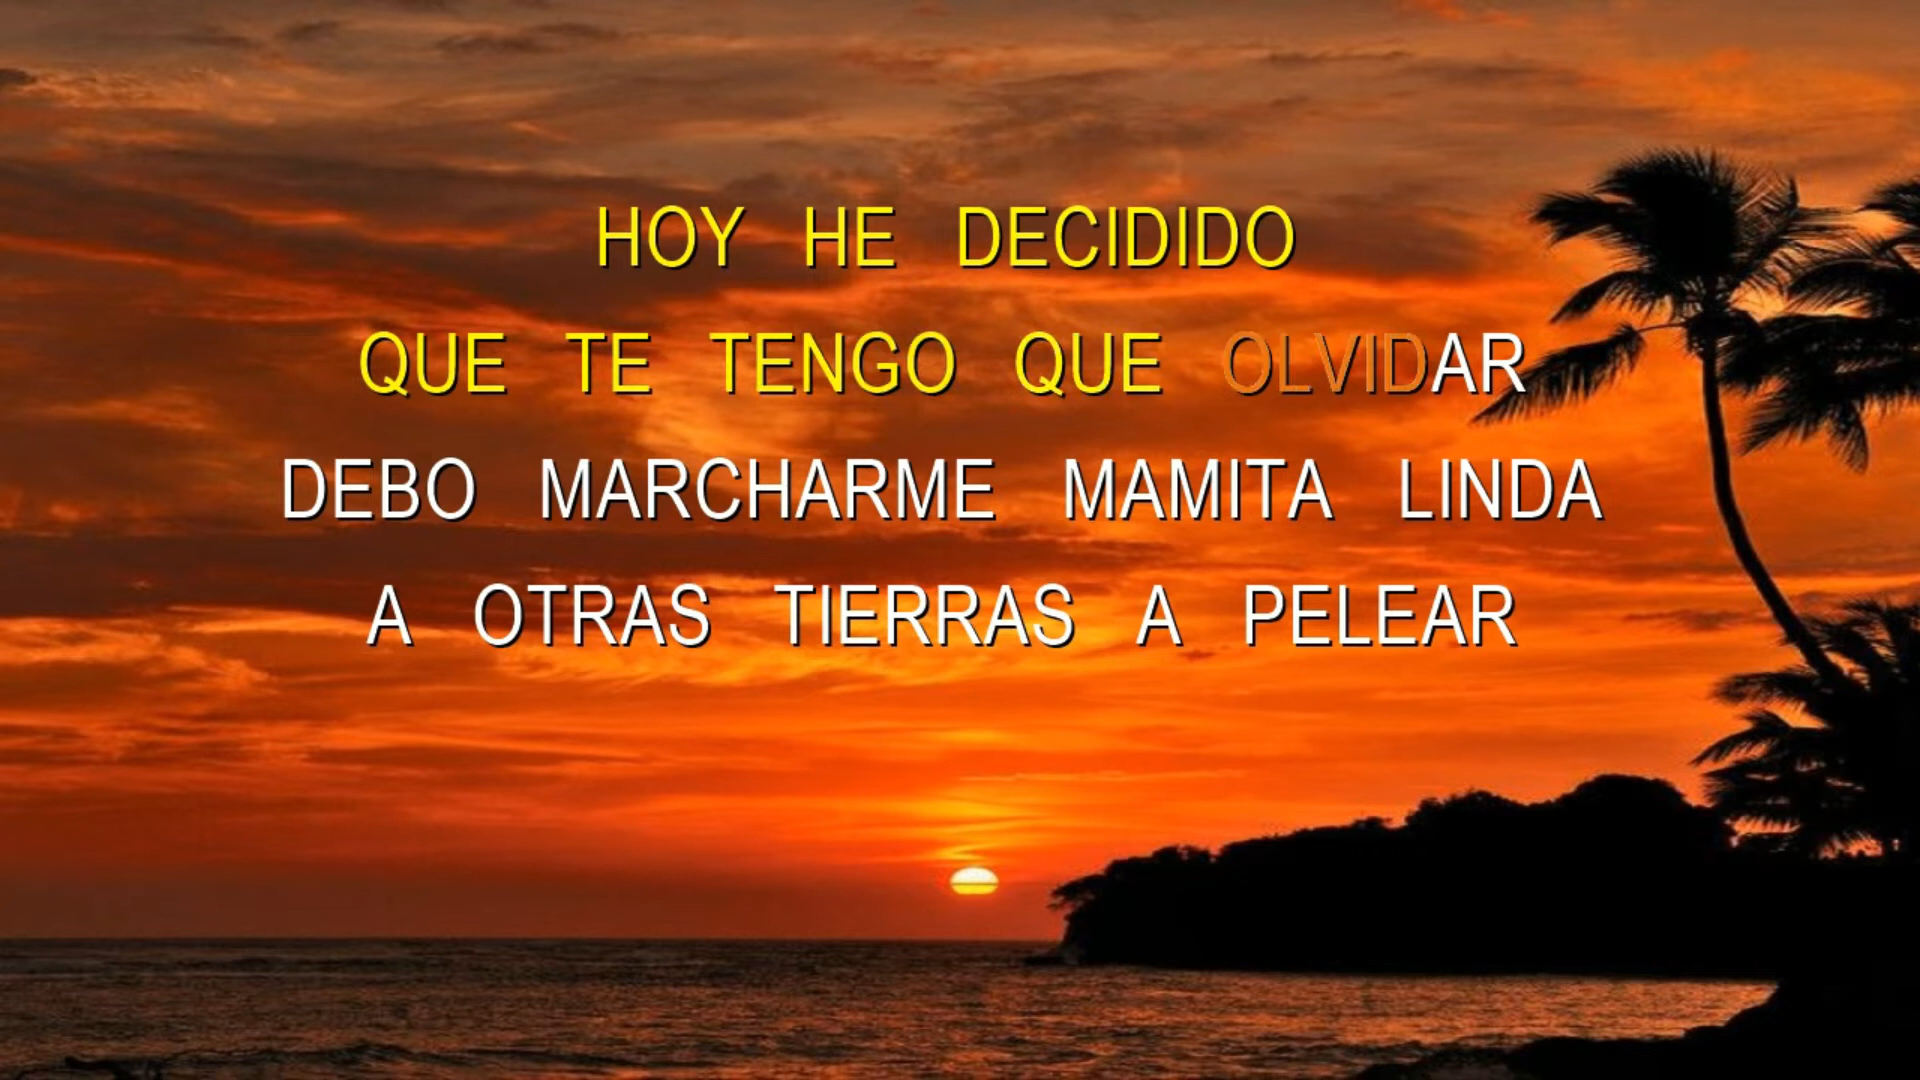 HOY HE DECIDIDO
QUE TE TENGO QUE OLVIDAR
DEBO MARCHARME MAMITA LINDA
A OTRAS TIERRAS A PELEAR